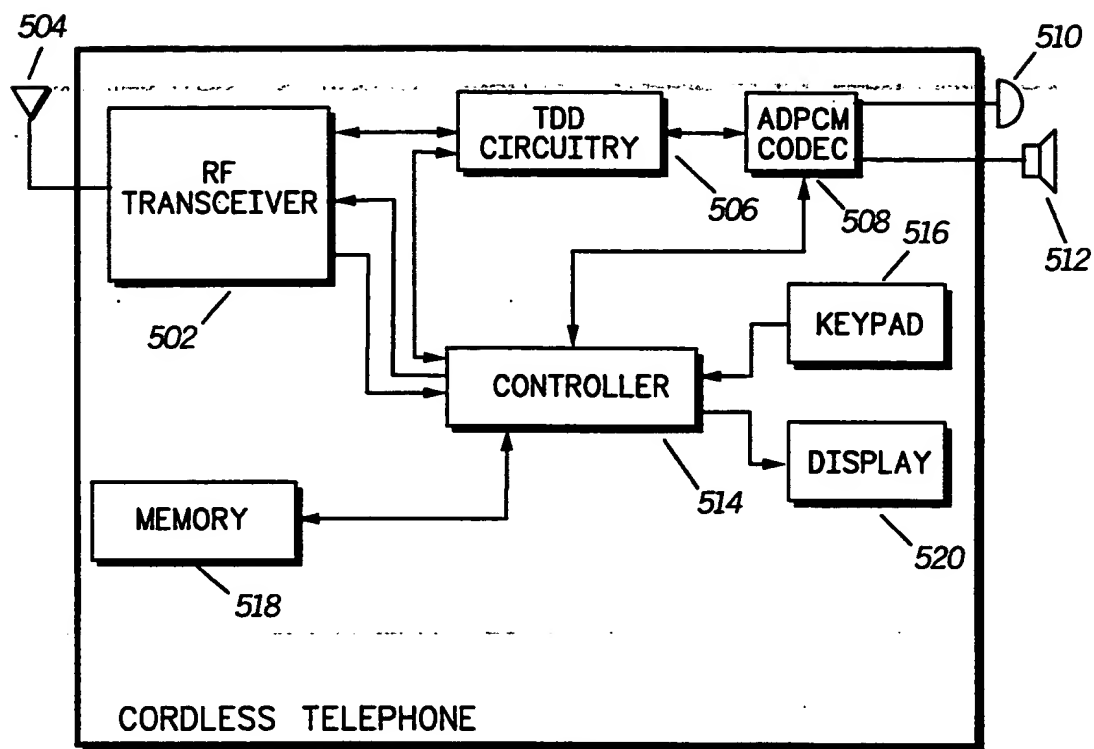 504
510
TDD
CIRCUITRY
ADPCM
CODEC
RF
TRANSCEIVER
506
508
516
512
502
KEYPAD
CONTROLLER
DISPLAY
514
MEMORY
520
518
CORDLESS TELEPHONE